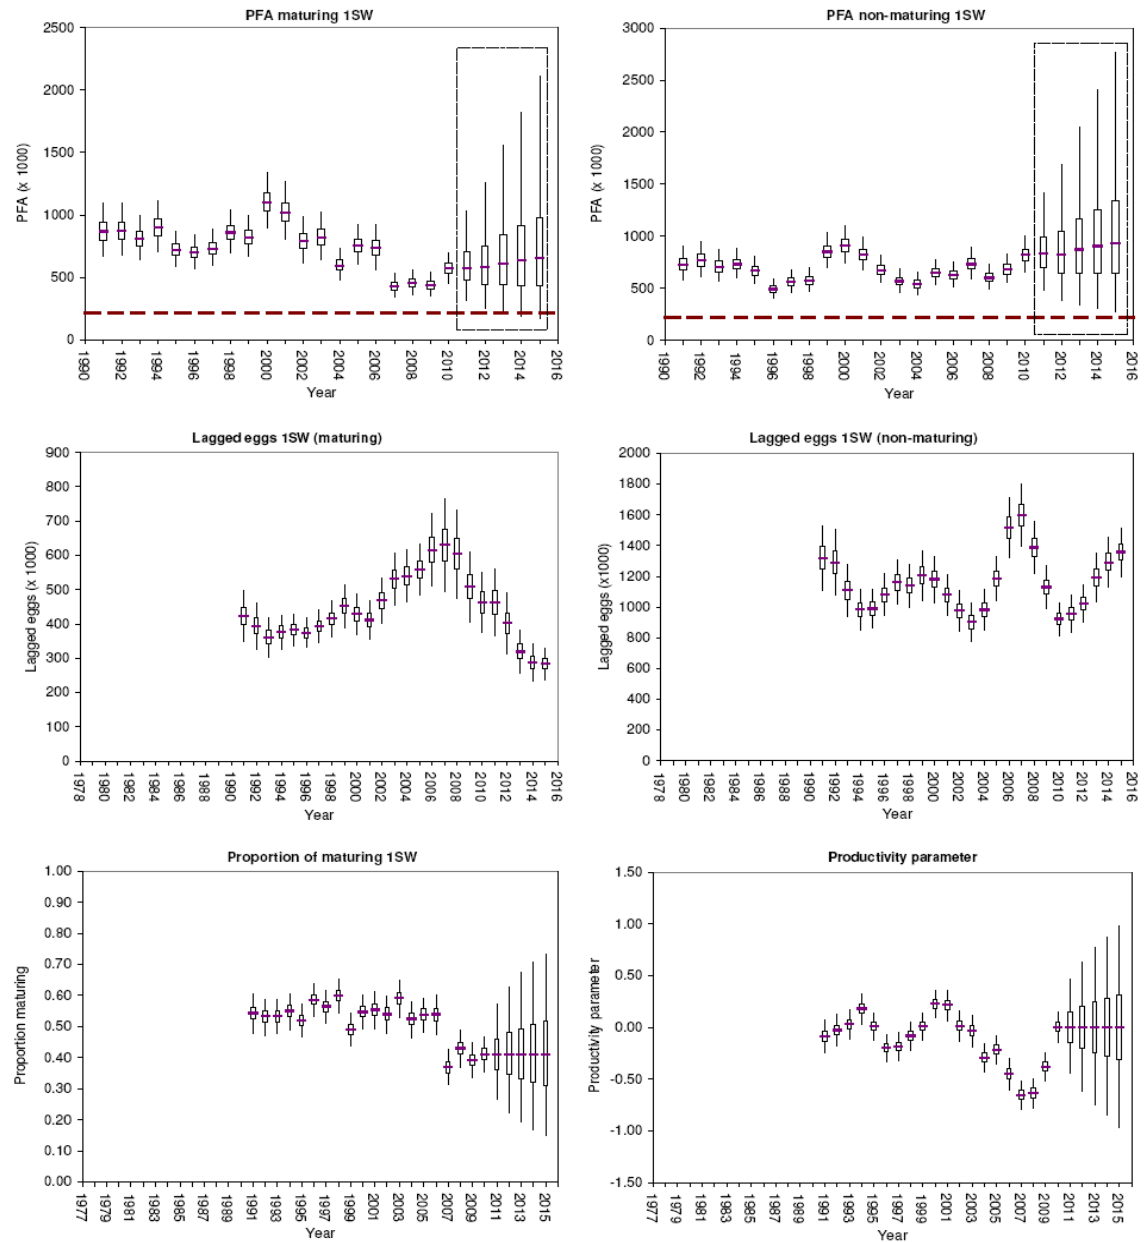 PFA maturing 1SW
2500
2000
1500
1000
500
0
PFA (x 1000)
1990 1992 1994 1996 1998 2000 2002 2004 2006 2008 2010 2012 2014 2016
Year
PFA non-maturing 1SW
3000
2500
2000
1500
1000
500
0
PFA (x 1000)
1990 1992 1994 1996 1998 2000 2002 2004 2006 2008 2010 2012 2014 2016
Year
Lagged eggs 1SW (maturing)
900
800
700
600
500
400
300
200
100
0
Lagged eggs (x 1000)
1978 1980 1982 1984 1986 1988 1990 1992 1994 1996 1998 2000 2002 2004 2006 2008 2010 2012 2014 201
Year
Lagged eggs 1SW (non-maturing)
2000
1800
1600
1400
1200
1000
800
600
400
200
0
Lagged eggs (x1000)
1978 1980 1982 1984 1986 1988 1990 1992 1994 1996 1998 2000 2002 2004 2006 2008 2010 2012 2014 2016
Year
Proportion of maturing 1SW
1.00
0.90
0.80
0.70
0.60
0.50
0.40
0.30
0.20
0.10
0.00
Proportion maturing
1977 1979 1981 1983 1985 1987 1989 1991 1993 1995 1997 1999 2001 2003 2005 2007 2009 2011 2013 2015
Year
Productivity parameter
1.50
1.00
0.50
0.00
-0.50
-1.00
-1.50
Productivity parameter
1977 1979 1981 1983 1985 1987 1989 1991 1993 1995 1997 1999 2001 2003 2005 2007 2009 2011 2013 2015
Year